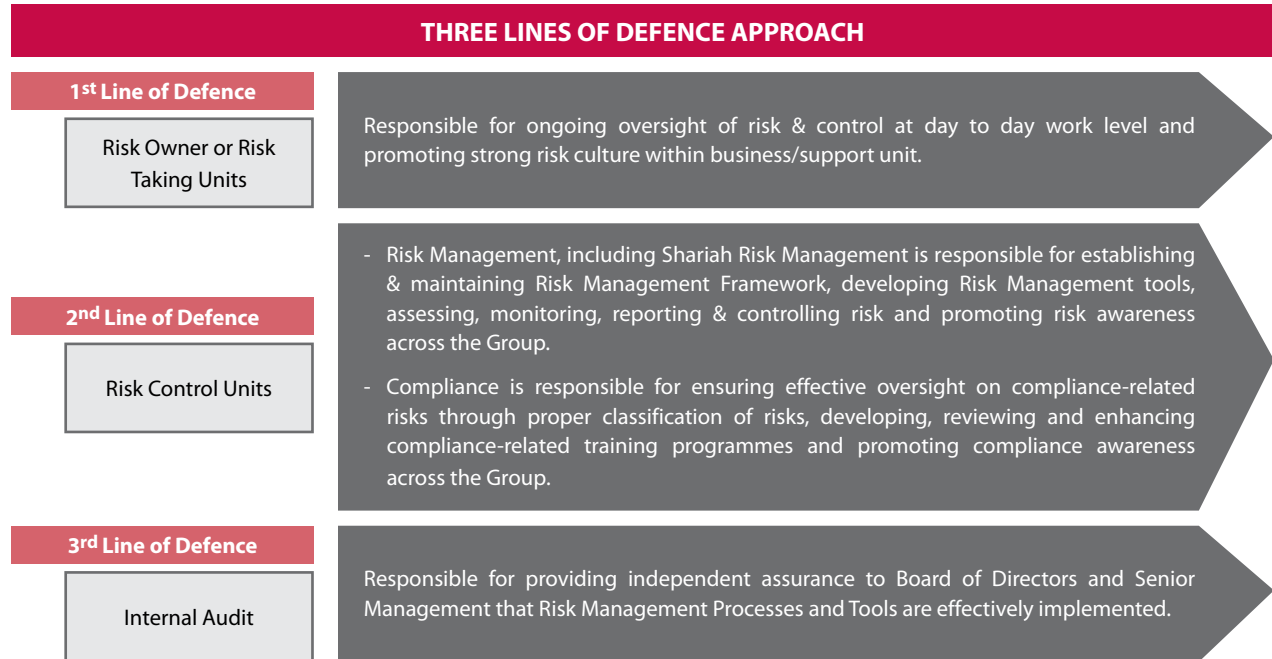 THREE LINES OF DEFENCE APPROACH
1st Line of Defence
Risk Owner or Risk
Taking Units
Responsible for ongoing oversight of risk & control at day to day work level and
promoting strong risk culture within business/support unit.
2nd Line of Defence
Risk Control Units
- Risk Management, including Shariah Risk Management is responsible for establishing
& maintaining Risk Management Framework, developing Risk Management tools,
assessing, monitoring, reporting & controlling risk and promoting risk awareness
across the Group.
- Compliance is responsible for ensuring effective oversight on compliance-related
risks through proper classification of risks, developing, reviewing and enhancing
compliance-related training programmes and promoting compliance awareness
across the Group.
3rd Line of Defence
Internal Audit
Responsible for providing independent assurance to Board of Directors and Senior
Management that Risk Management Processes and Tools are effectively implemented.